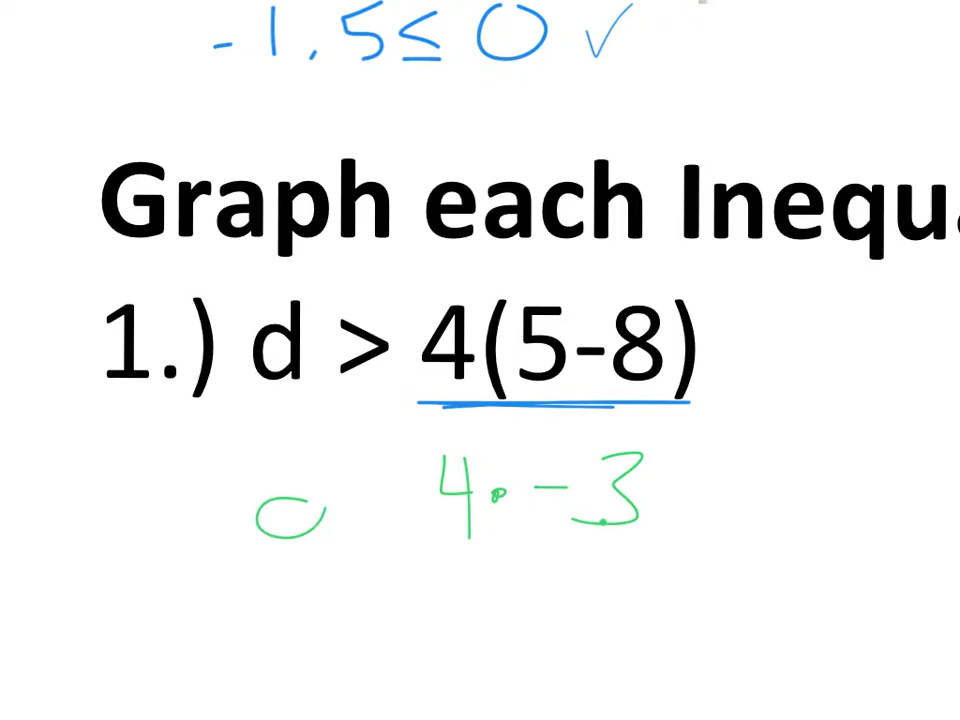 -1.5≤0 ✓
Graph each Inequa
1.) d > 4(5-8)
4·-3